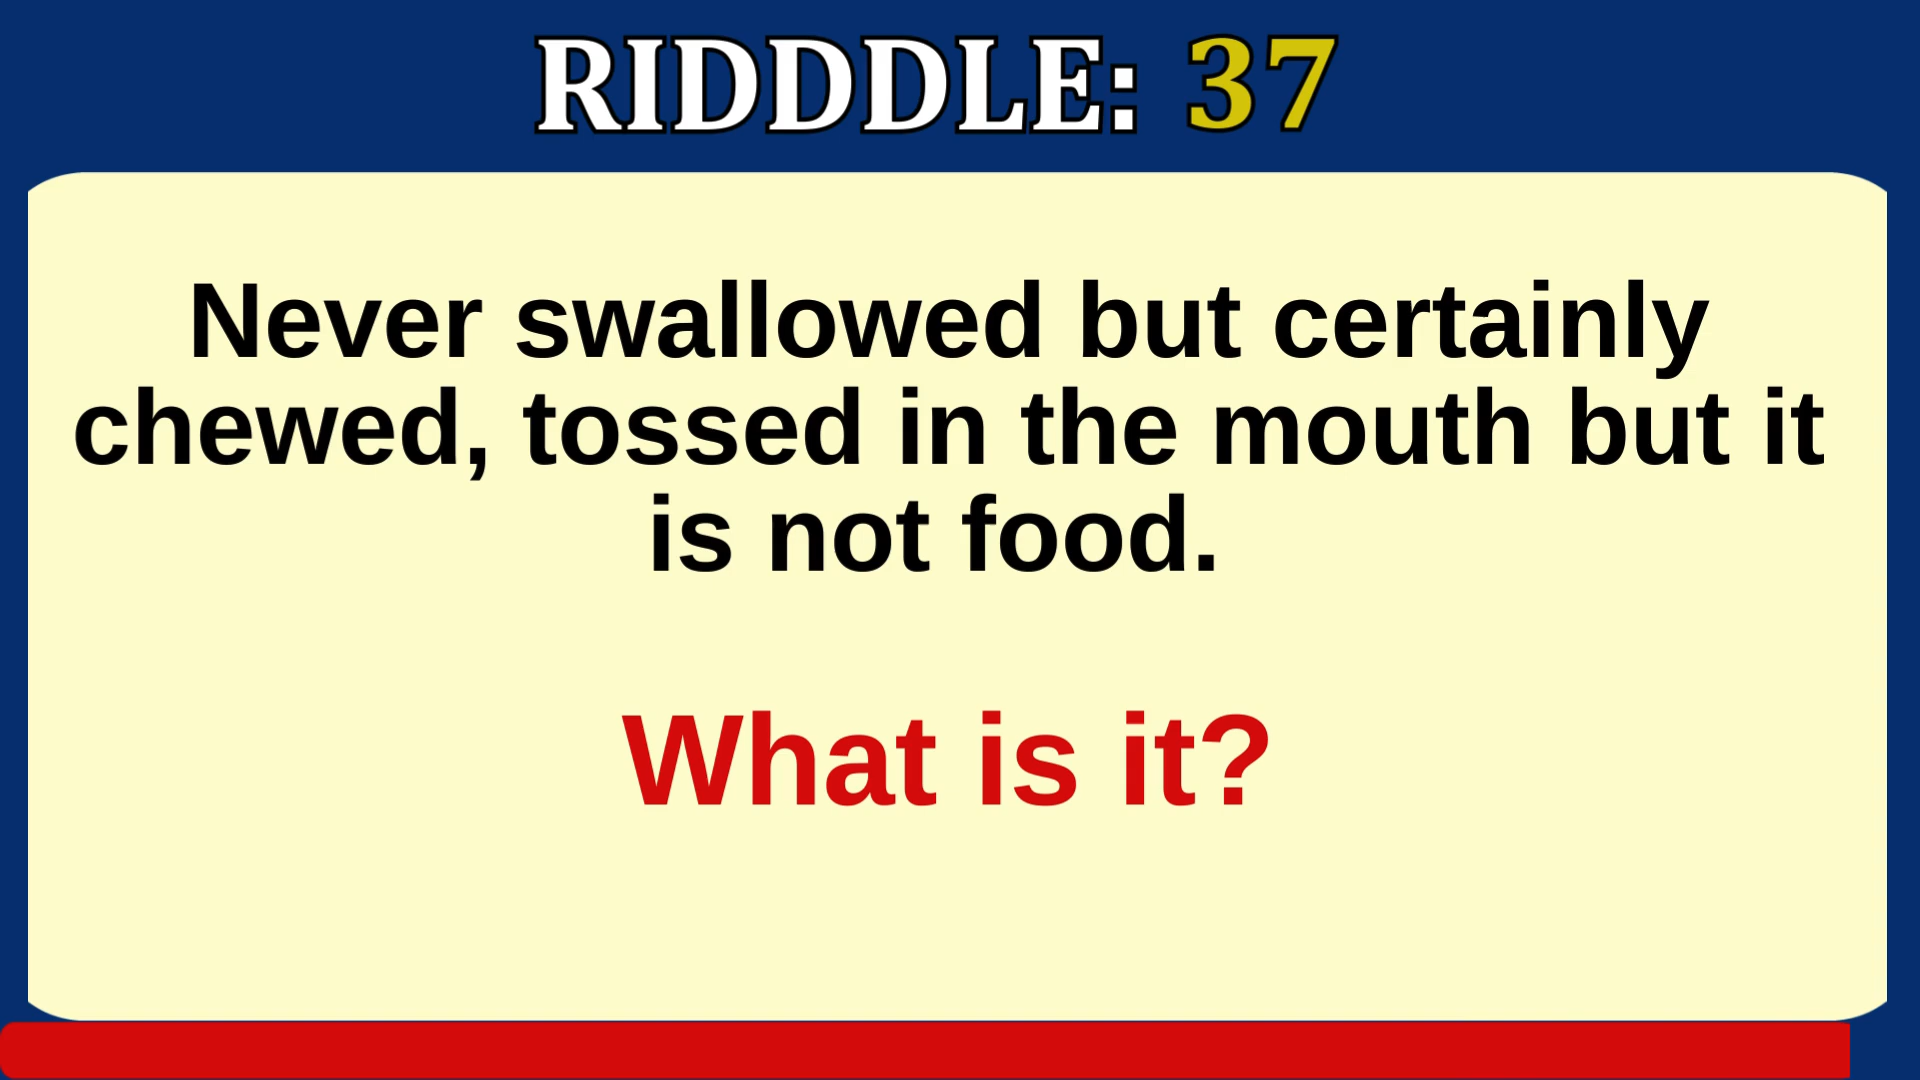 RIDDDLE: 37
Never swallowed but certainly
chewed, tossed in the mouth but it
is not food.
What is it?